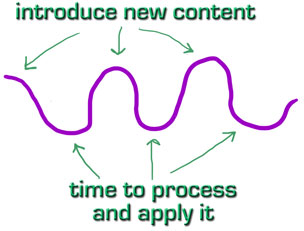 introduce new content
time to process
and apply it